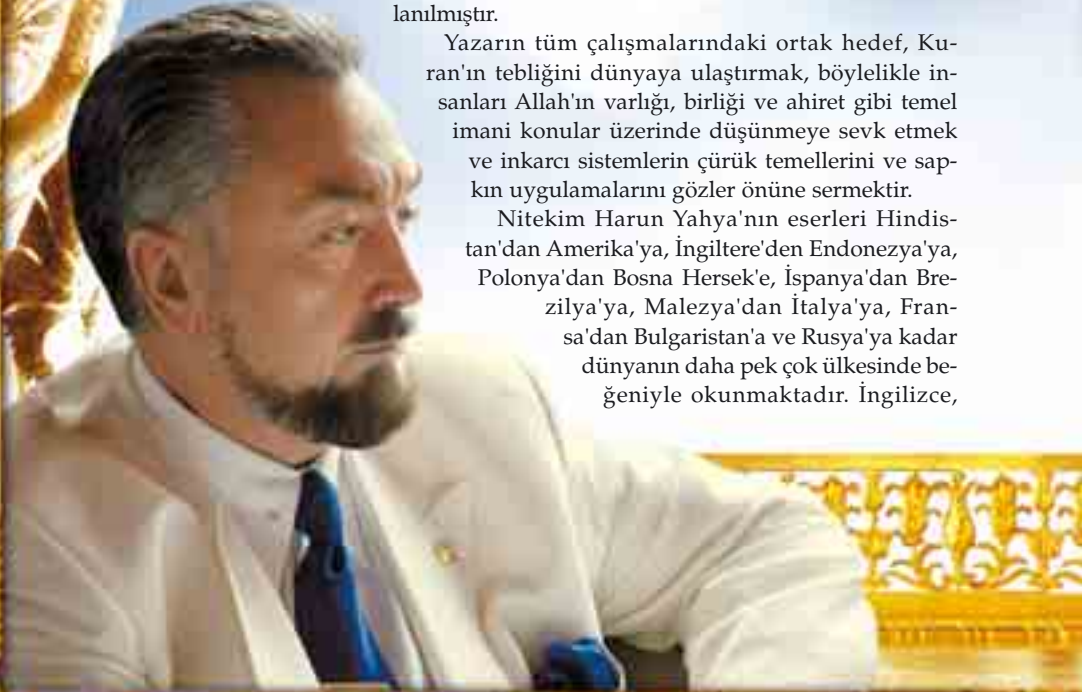 lanılmıştır.
Yazarın tüm çalışmalarındaki ortak hedef, Ku-
ran'ın tebliğini dünyaya ulaştırmak, böylelikle in-
sanları Allah'ın varlığı, birliği ve ahiret gibi temel
imani konular üzerinde düşünmeye sevk etmek
ve inkarcı sistemlerin çürük temellerini ve sap-
kın uygulamalarını gözler önüne sermektir.
Nitekim Harun Yahya'nın eserleri Hindis-
tan'dan Amerika'ya, İngiltere'den Endonezya'ya,
Polonya'dan Bosna Hersek'e, İspanya'dan Bre-
zilya'ya, Malezya'dan İtalya'ya, Fran-
sa'dan Bulgaristan'a ve Rusya'ya kadar
dünyanın daha pek çok ülkesinde be-
ğeniyle okunmaktadır. İngilizce,